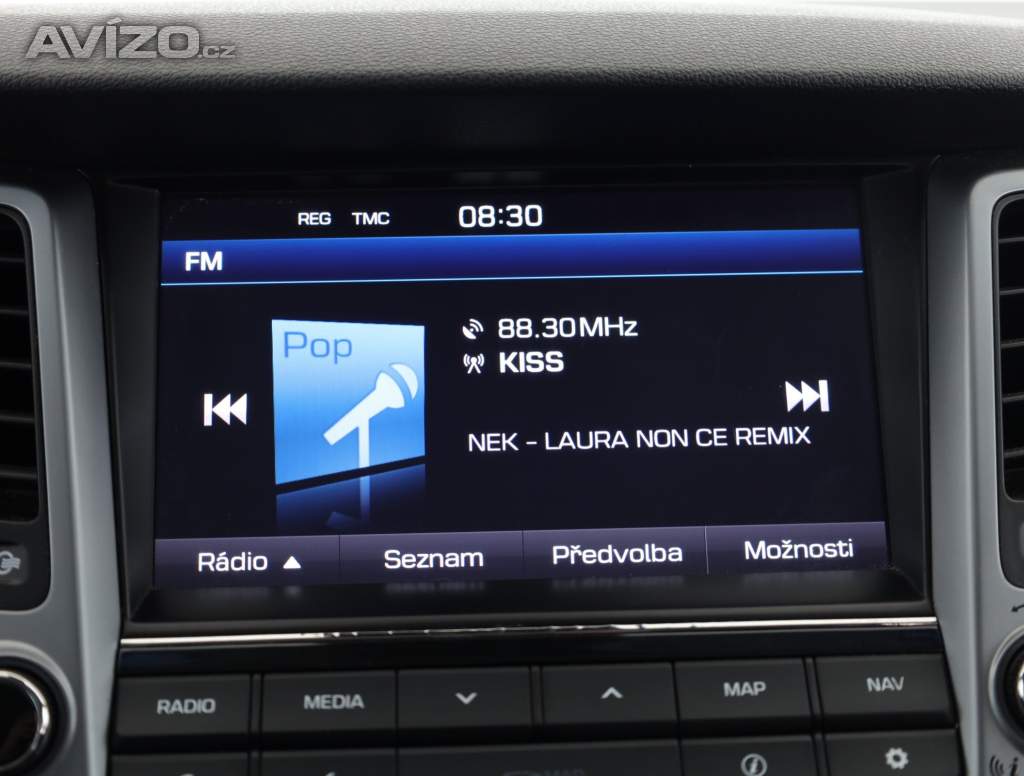 AVÍZO.cz
REG TMC 08:30
FM
Pop
88.30MHz
KISS
NEK - LAURA NON CE REMIX
Rádio Seznam Předvolba Možnosti
RADIO MEDIA MAP NAV